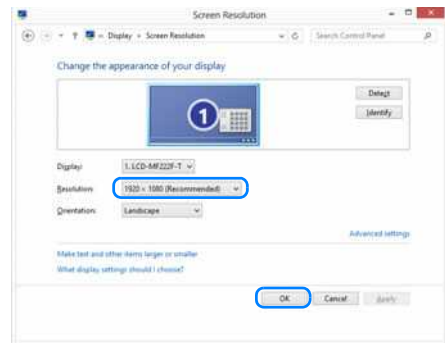 Screen Resolution
Display ▸ Screen Resolution
Search Control Panel
Change the appearance of your display
1
Detect
Identify
Display:
1. LCD-MF222F-T
Resolution:
1920 × 1080 (Recommended)
Orientation:
Landscape
Advanced settings
Make text and other items larger or smaller
What display settings should I choose?
OK
Cancel
Apply